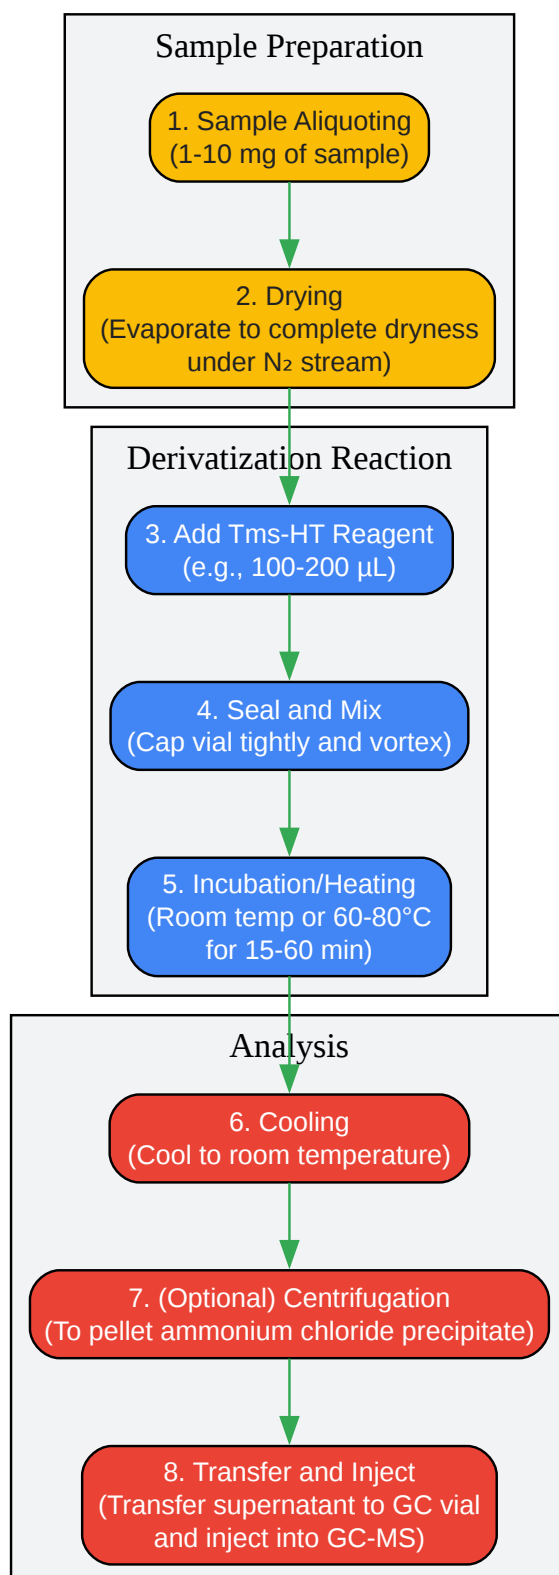 Sample Preparation
1. Sample Aliquoting
(1-10 mg of sample)
2. Drying
(Evaporate to complete dryness
under N₂ stream)
Derivatization Reaction
3. Add Tms-HT Reagent
(e.g., 100-200 µL)
4. Seal and Mix
(Cap vial tightly and vortex)
5. Incubation/Heating
(Room temp or 60-80°C
for 15-60 min)
Analysis
6. Cooling
(Cool to room temperature)
7. (Optional) Centrifugation
(To pellet ammonium chloride precipitate)
8. Transfer and Inject
(Transfer supernatant to GC vial
and inject into GC-MS)